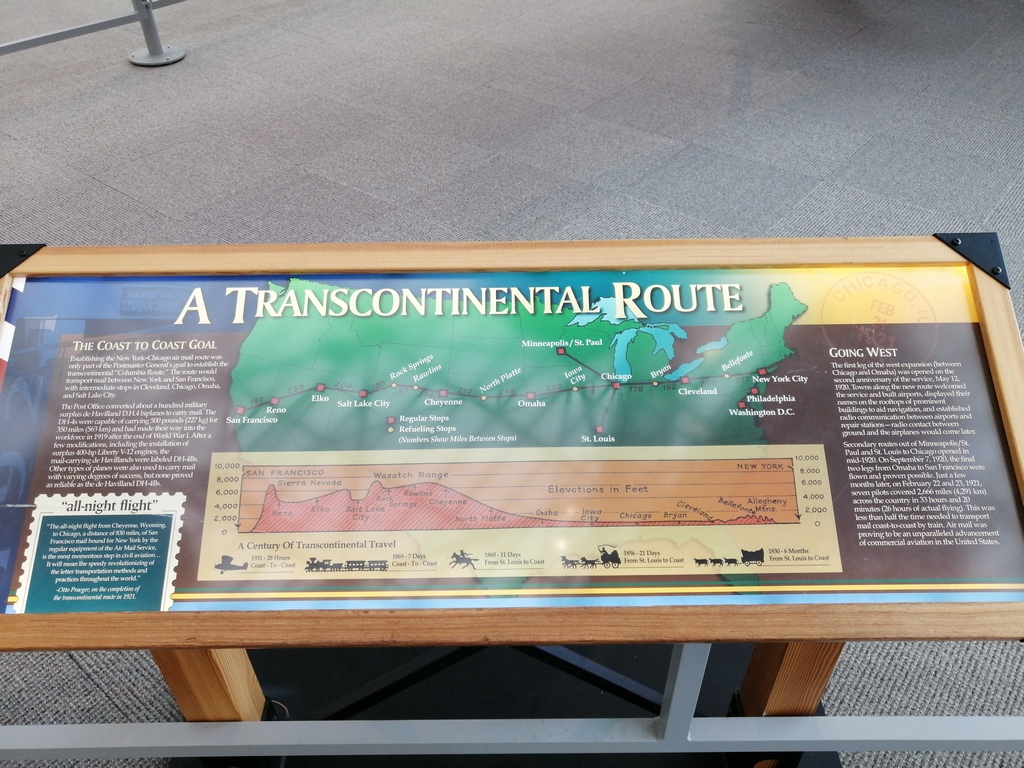 A TRANSCONTINENTAL ROUTE
THE COAST TO COAST GOAL
Establishing the New York-Chicago air mail route was
only part of the Postmaster General's goal to establish the
transcontinental "Columbia Route." The route would
transport mail between New York and San Francisco,
with intermediate stops in Cleveland, Chicago, Omaha,
and Salt Lake City.
The Post Office converted about a hundred military
surplus de Havilland D.H.4 biplanes to carry mail. The
DH-4s were capable of carrying 500 pounds (227 kg) for
350 miles (563 km) and had made their way into the
workforce in 1919 after the end of World War I. After a
few modifications, including the installation of
surplus 400-hp Liberty V-12 engines, the
mail-carrying de Havillands were labeled DH-4Bs.
Other types of planes were also used to carry mail
with varying degrees of success, but none proved
as reliable as the de Havilland DH-4Bs.
"all-night flight"
"The all-night flight from Cheyenne, Wyoming,
to Chicago, a distance of 830 miles, of San
Francisco to New York by the
regular equipment of the Air Mail Service,
is the most momentous step in civil aviation...
It will mean the speedy revolutionizing of
the letter transportation methods and
practices throughout the world."
-Otto Praeger, on the completion of
the transcontinental route in 1921.
San Francisco
Reno
Elko
Salt Lake City
Rock Springs
Rawlins
Cheyenne
North Platte
Omaha
Minneapolis/ St. Paul
Iowa
City
Chicago
St. Louis
Bryan
Cleveland
Bellefonte
New York City
Philadelphia
Washington D.C.
Regular Stops
Refueling Stops
(Numbers Show Miles Between Stops)
10,000
8,000
6,000
4,000
2,000
0
SAN FRANCISCO
Sierra Nevada
Wasatch Range
Elevations in Feet
NEW YORK
Reno
Elko
Salt Lake
City
Rock
Springs
Rawlins
Cheyenne
North Platte
Omaha
Iowa
City
Chicago
Bryan
Cleveland
Bellefonte
Allegheny
Mtns.
10,000
8,000
6,000
4,000
2,000
0
A Century Of Transcontinental Travel
1931 - 28 Hours
Coast - To - Coast
1869 - 7 Days
Coast - To - Coast
1860 - 11 Days
From St. Louis to Coast
1856 - 21 Days
From St. Louis to Coast
1830 - 6 Months
From St. Louis to Coast
CHICAGO, ILL
FEB
GOING WEST
The first leg of the west expansion (between
Chicago and Omaha) was opened on the
second anniversary of the service, May 12,
1920. Towns along the new route welcomed
the service and built airports, displayed their
names on the rooftops of prominent
buildings to aid navigation, and established
radio communication between airports and
repair stations – radio contact between
ground and the airplanes would come later.
Secondary routes out of Minneapolis/St.
Paul and St. Louis to Chicago opened in
mid-1920. On September 7, 1920, the final
two legs from Omaha to San Francisco were
flown and proven possible. Just a few
months later, on February 22 and 23, 1921,
seven pilots covered 2,666 miles (4,291 km)
across the country in 33 hours and 20
minutes (26 hours of actual flying). This was
less than half the time needed to transport
mail coast-to-coast by train. Air mail was
proving to be an unparalleled advancement
of commercial aviation in the United States.